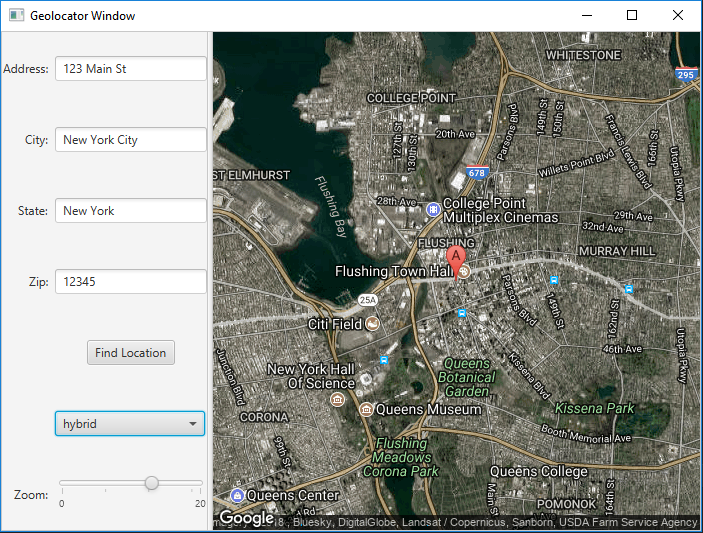 Geolocator Window
Address:
123 Main St
City:
New York City
State:
New York
Zip:
12345
Find Location
hybrid
Zoom:
0
20
WHITESTONE
295
COLLEGE POINT
127th St
130th St
20th Ave
Parsons Blvd
149th St
150th St
Francis Lewis Blvd
166th St
Utopia Pkwy
Willets Point Blvd
678
ST ELMHURST
Flushing Bay
28th Ave
College Point
Multiplex Cinemas
29th Ave
32nd Ave
FLUSHING
MURRAY HILL
A
Flushing Town Hall
25A
Citi Field
Parsons Blvd
149th St
162nd St
46th Ave
Utopia Pkwy
Junction Blvd
New York Hall
Of Science
Queens
Botanical
Garden
Kissena Blvd
Kissena Park
Queens Museum
CORONA
99th St
Flushing
Meadows
Corona Park
Booth Memorial Ave
Queens College
Main St
164th St
Queens Center
POMONOK
Google
18 , Bluesky, DigitalGlobe, Landsat / Copernicus, Sanborn, USDA Farm Service Agency